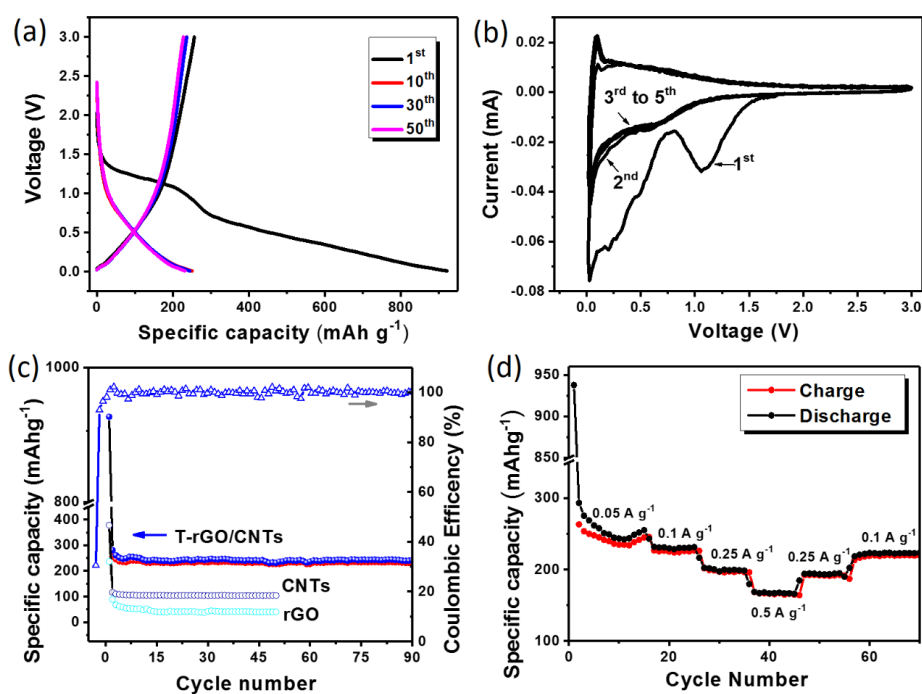 (a)
3.0
2.5
2.0
1.5
1.0
0.5
0.0
Voltage (V)
1st
10th
30th
50th
0 200 400 600 800
Specific capacity (mAh g-1)
(b)
0.02
0.00
-0.02
-0.04
-0.06
-0.08
Current (mA)
3rd to 5th
2nd
1st
0.0 0.5 1.0 1.5 2.0 2.5 3.0
Voltage (V)
(c)
1000
800
400
300
200
100
0
Specific capacity (mAhg-1)
T-rGO/CNTs
CNTs
rGO
100
80
60
40
20
0
Coulombic Efficency (%)
0 15 30 45 60 75 90
Cycle number
(d)
950
900
850
300
250
200
150
100
Specific capacity (mAhg-1)
Charge
Discharge
0.05 A g-1
0.1 A g-1
0.1 A g-1
0.25 A g-1
0.25 A g-1
0.5 A g-1
0 20 40 60
Cycle Number